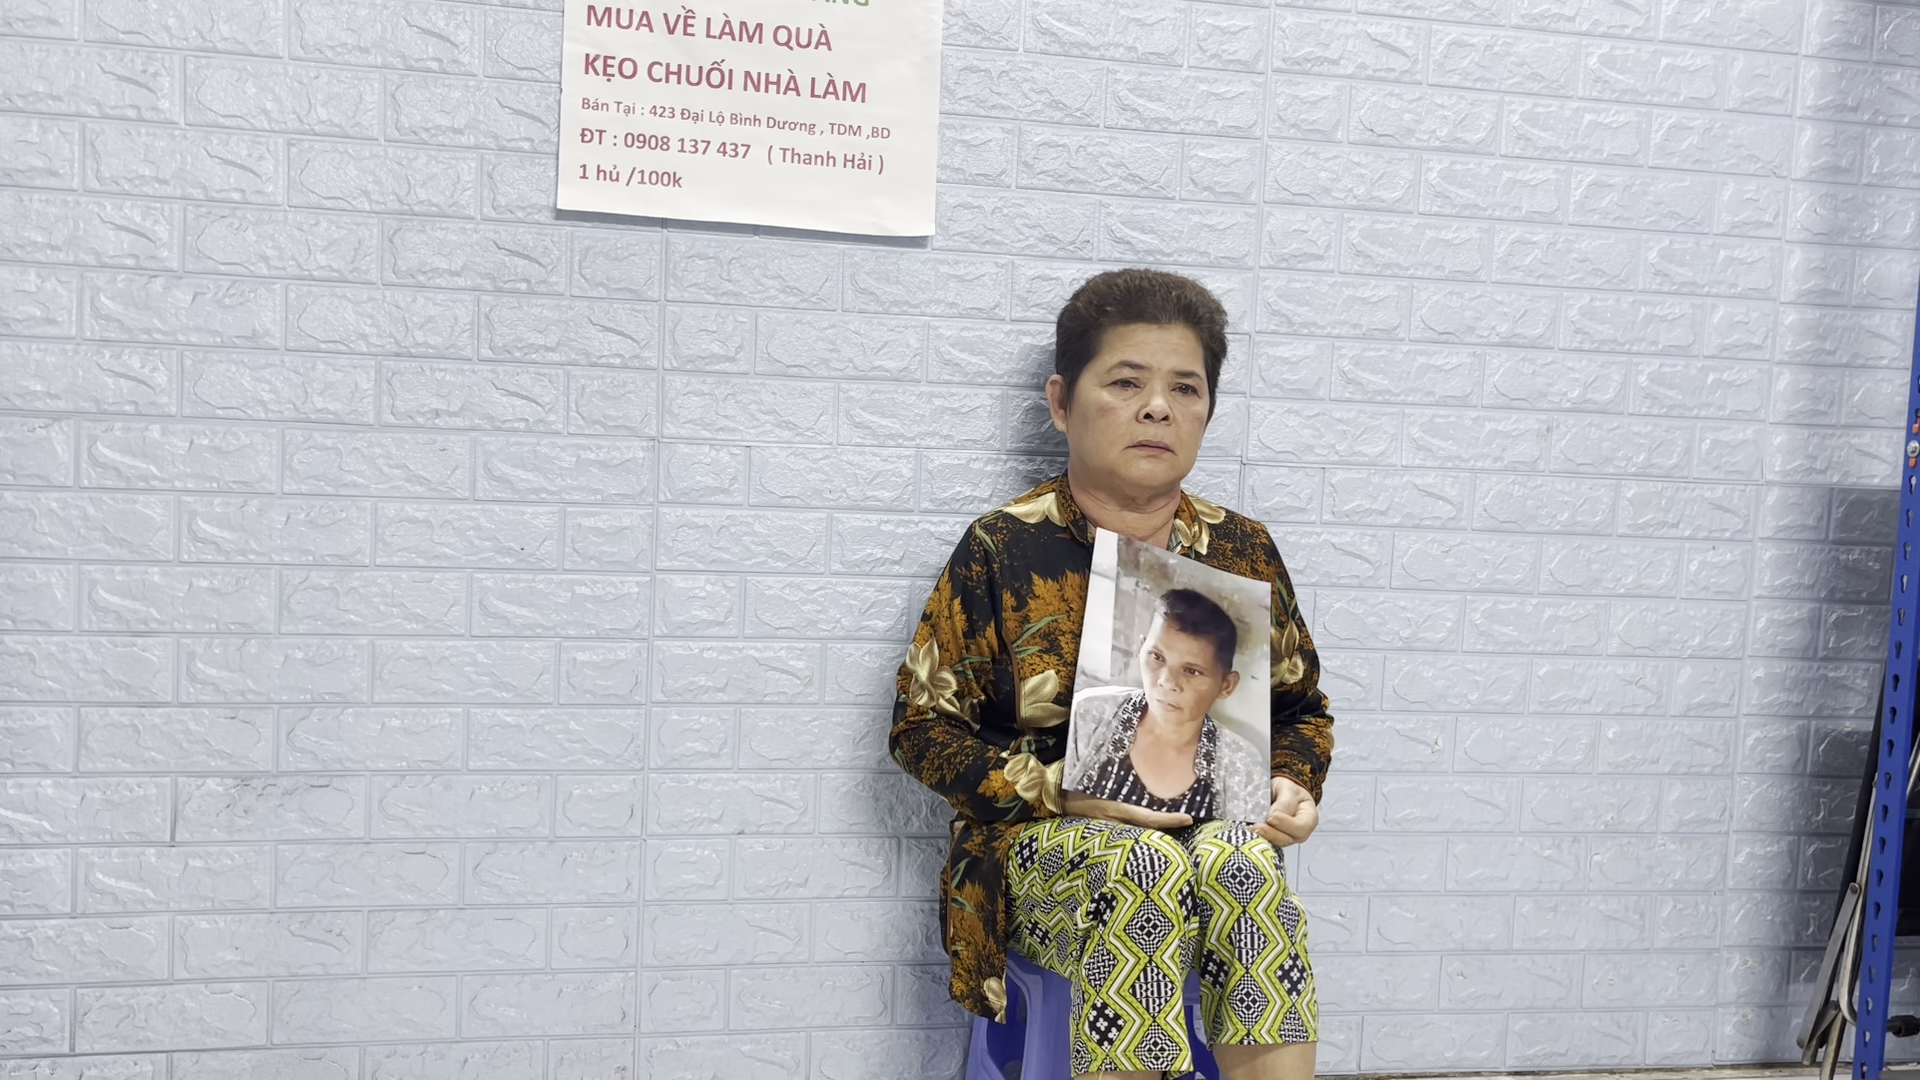 MUA VỀ LÀM QUÀ
KẸO CHUỐI NHÀ LÀM
Bán Tại : 423 Đại Lộ Bình Dương , TDM ,BD
ĐT : 0908 137 437 ( Thanh Hải )
1 hủ /100k